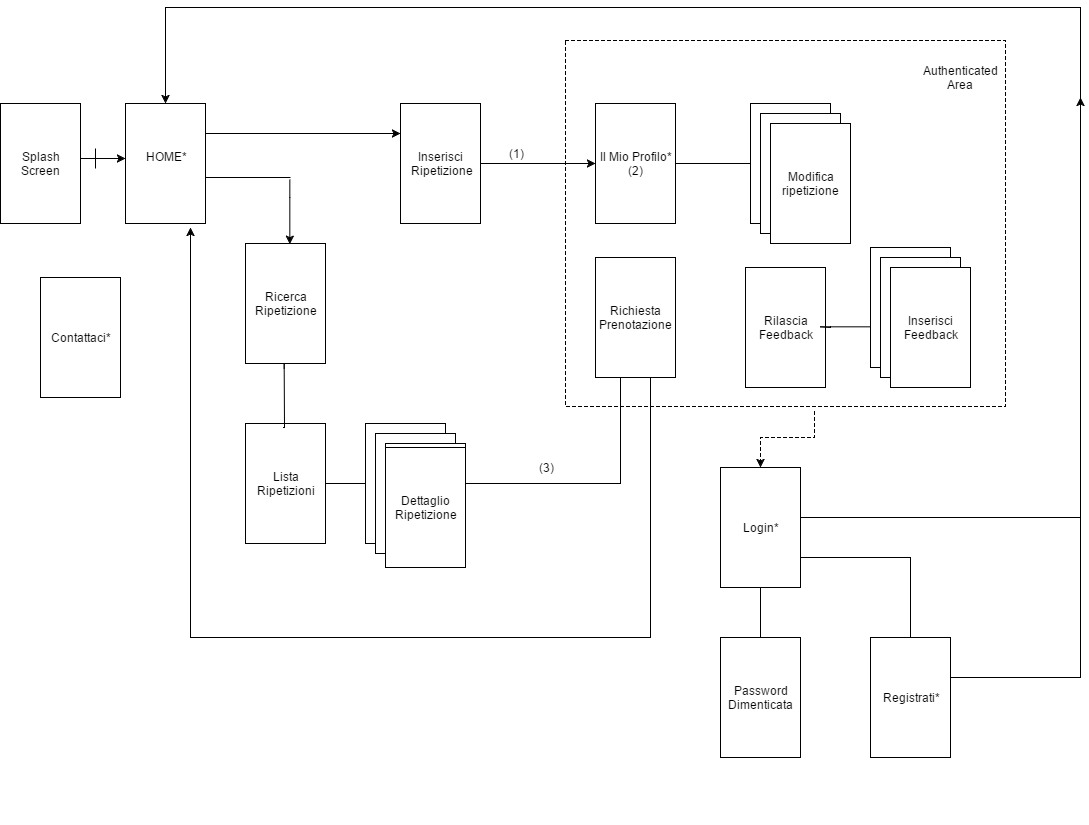 Authenticated
Area
Splash
Screen
HOME*
Inserisci
Ripetizione
(1)
Il Mio Profilo*
(2)
Modifica
ripetizione
Contattaci*
Ricerca
Ripetizione
Richiesta
Prenotazione
Rilascia
Feedback
Inserisci
Feedback
Lista
Ripetizioni
Dettaglio
Ripetizione
(3)
Login*
Password
Dimenticata
Registrati*